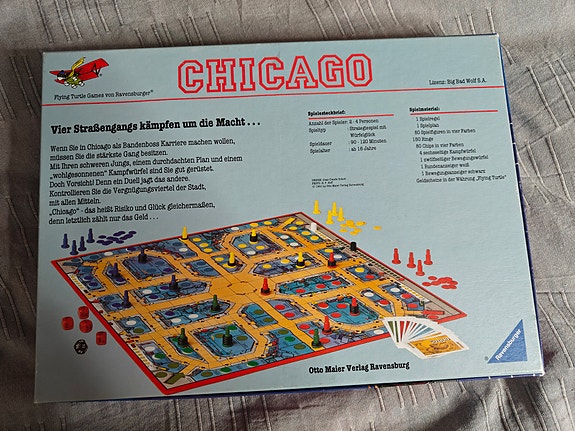 CHICAGO
Flying Turtle Games von Ravensburger®
Lizenz: Big Bad Wolf S.A.
Vier Straßengangs kämpfen um die Macht . . .
Wenn Sie in Chicago als Bandenboss Karriere machen wollen,
müssen Sie die stärkste Gang besitzen.
Mit Ihren schweren Jungs, einem durchdachten Plan und einem
„wohlgesonnenen“ Kampfwürfel sind Sie gut gerüstet.
Doch Vorsicht! Denn ein Duell jagt das andere.
Kontrollieren Sie die Vergnügungsviertel der Stadt,
mit allen Mitteln.
„Chicago“ - das heißt Risiko und Glück gleichermaßen,
denn letztlich zählt nur das Geld . . .
Spielesteckbrief:
Anzahl der Spieler: 2 - 4 Personen
Spieltyp : Strategiespiel mit
Würfelglück
Spieldauer : 90 - 120 Minuten
Spielalter : ab 16 Jahre
Spielmaterial:
1 Spielregel
1 Spielplan
60 Spielfiguren in vier Farben
150 Ringe
80 Chips in vier Farben
4 sechsseitige Kampfwürfel
1 zwölfseitiger Bewegungswürfel
1 Rundenanzeiger weiß
1 Bewegungsanzeiger schwarz
Geldscheine in der Währung „Flying Turtle“
Otto Maier Verlag Ravensburg
Ravensburger